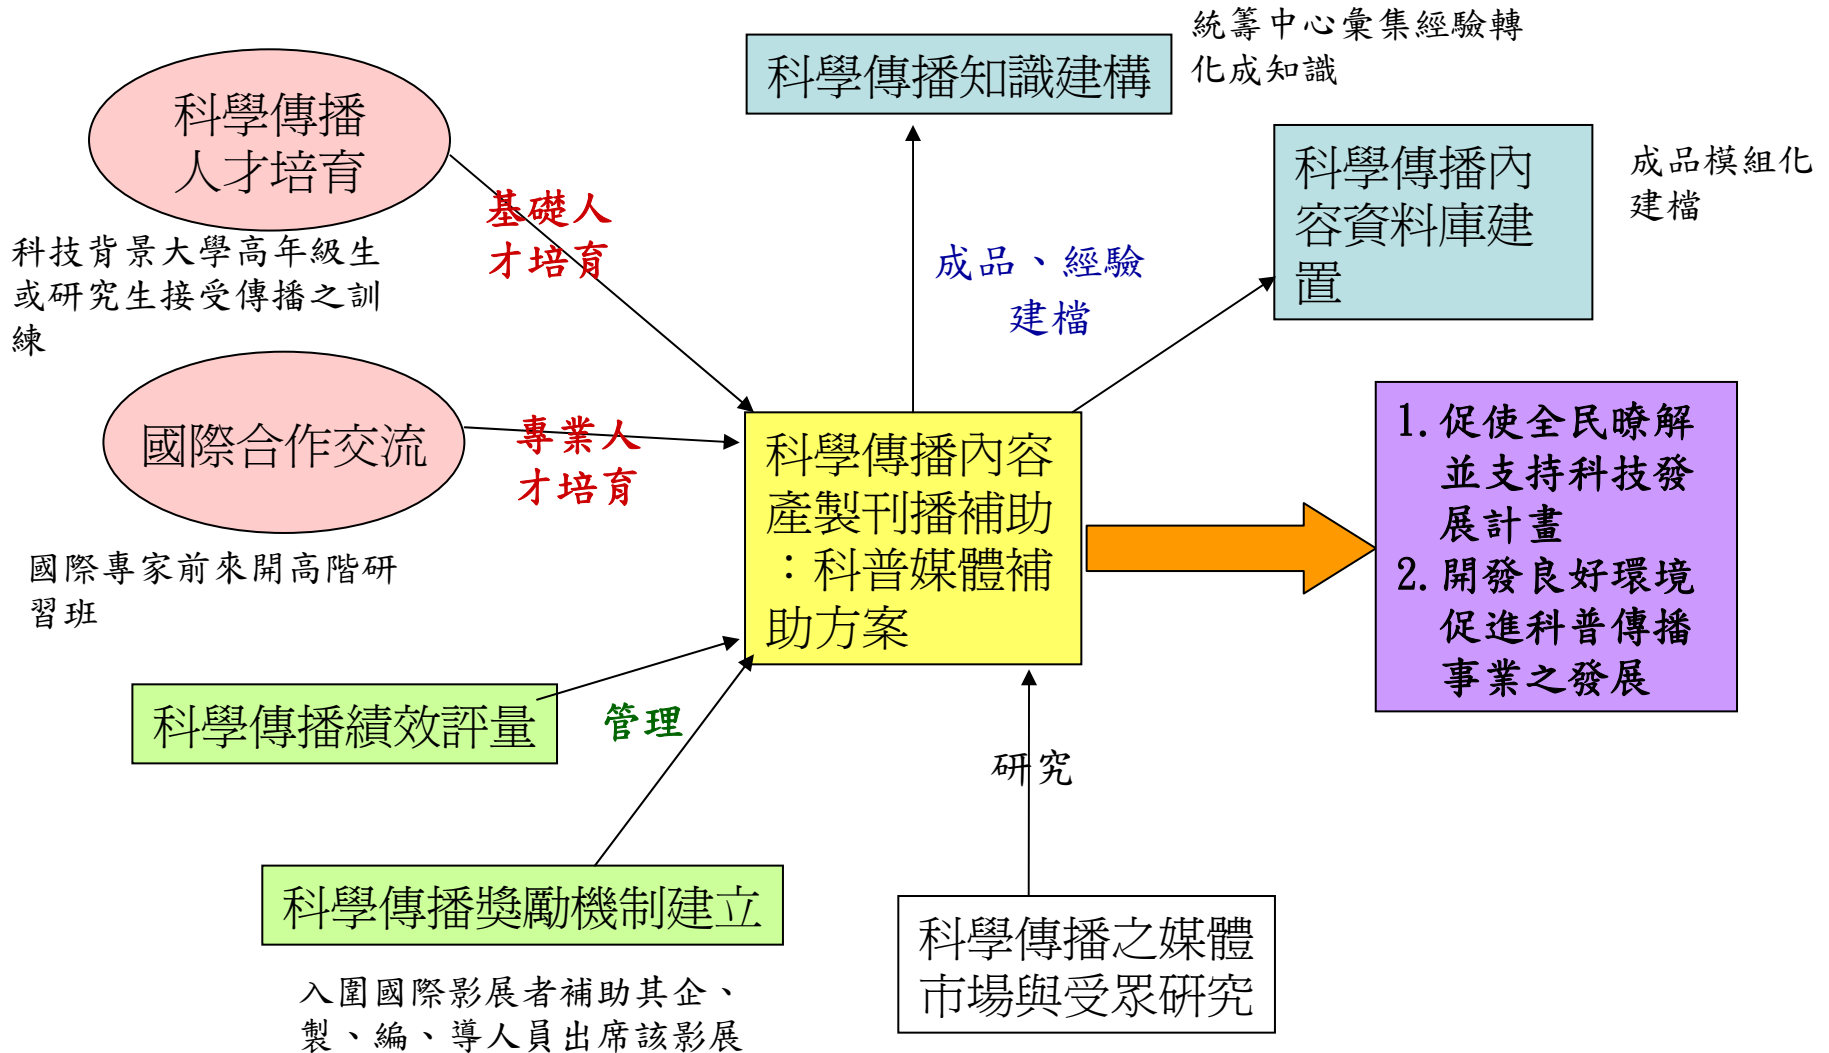 統籌中心彙集經驗轉
化成知識
科學傳播知識建構
科學傳播
人才培育
科學傳播內
容資料庫建
置
成品模組化
建檔
基礎人
才培育
科技背景大學高年級生
或研究生接受傳播之訓
練
成品、經驗
建檔
國際合作交流
專業人
才培育
科學傳播內容
產製刊播補助
：科普媒體補
助方案
1.促使全民瞭解
並支持科技發
展計畫
2.開發良好環境
促進科普傳播
事業之發展
國際專家前來開高階研
習班
科學傳播績效評量
管理
研究
科學傳播獎勵機制建立
科學傳播之媒體
市場與受眾研究
入圍國際影展者補助其企、
製、編、導人員出席該影展